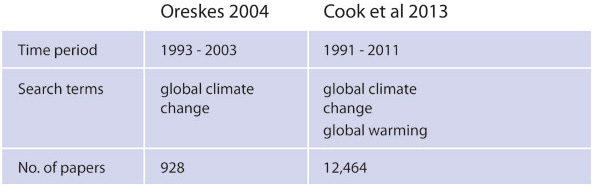 Oreskes 2004 Cook et al 2013
Time period 1993 - 2003 1991 - 2011
Search terms global climate global climate
change change
global warming
No. of papers 928 12,464